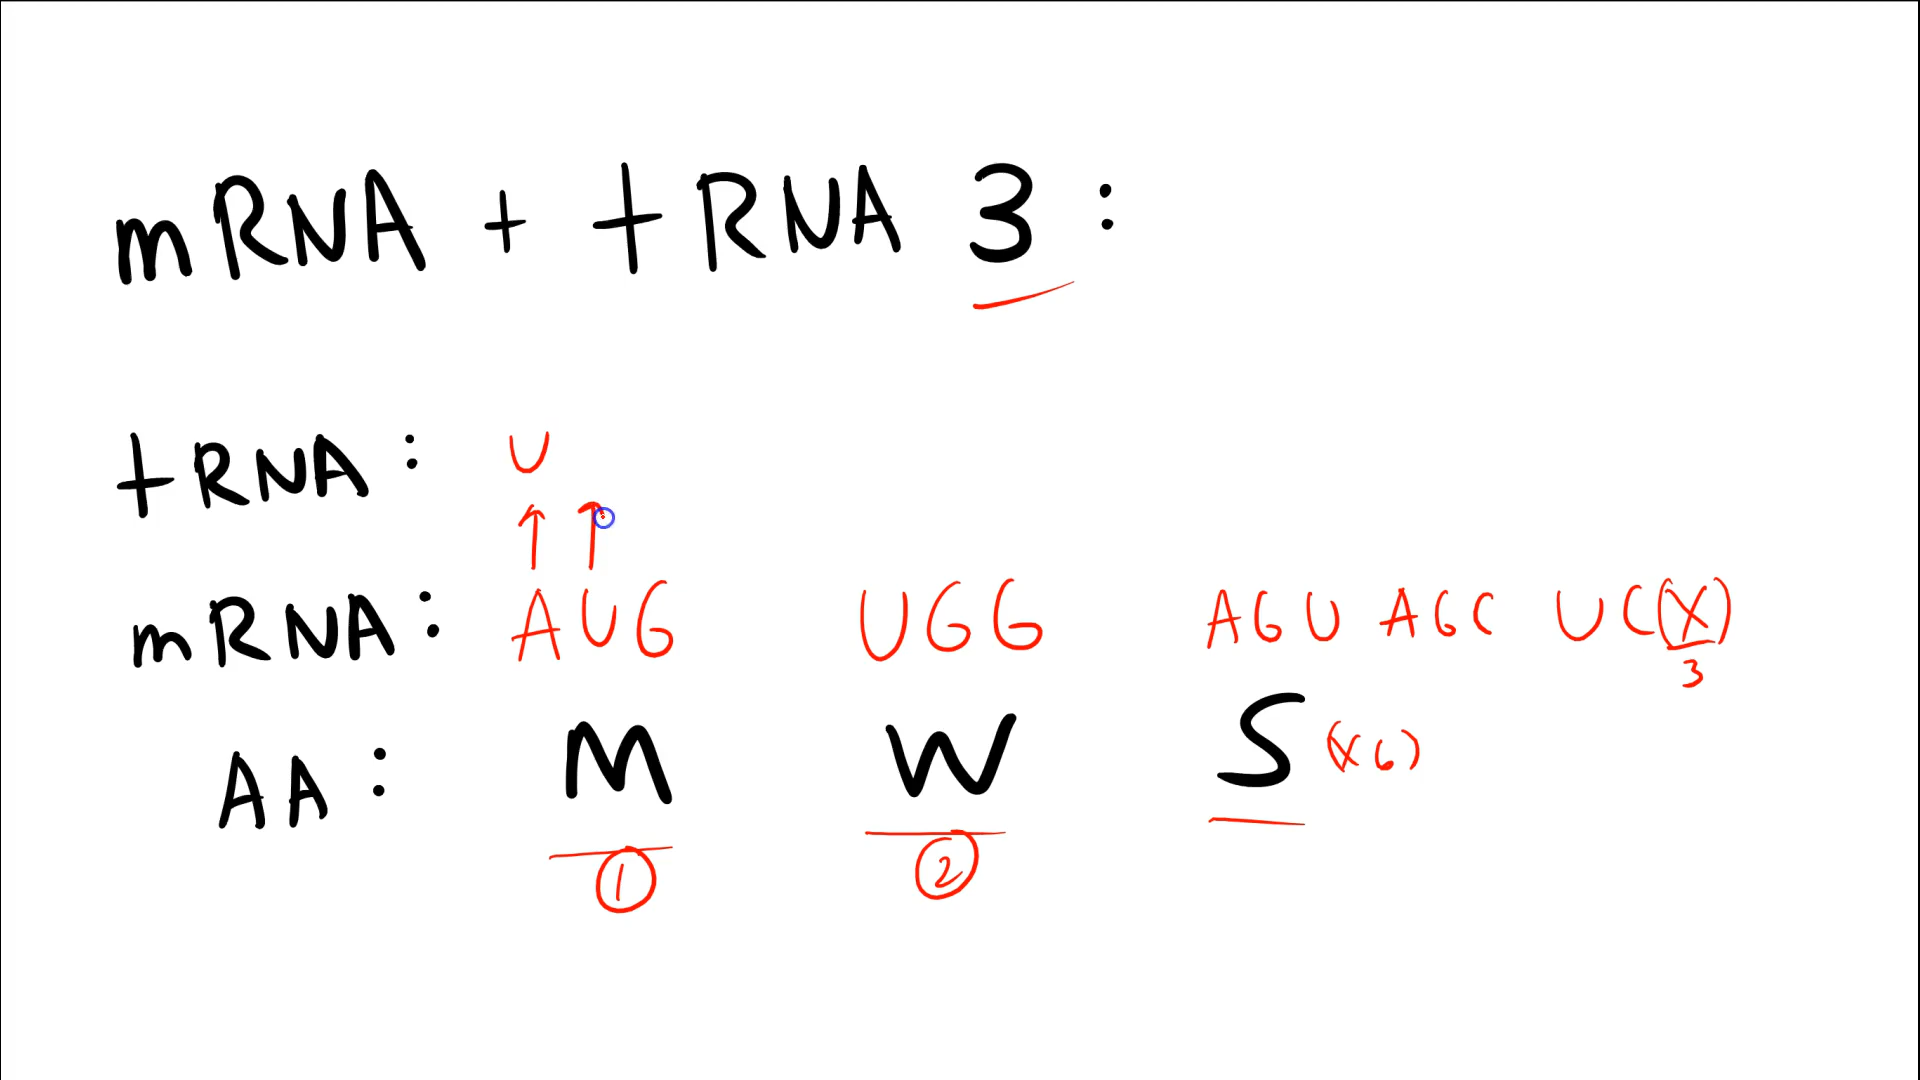 mRNA + tRNA 3:
tRNA: U
mRNA: AUG UGG AGU AGC UC(X)
3
AA: M W S (x6)
1 2